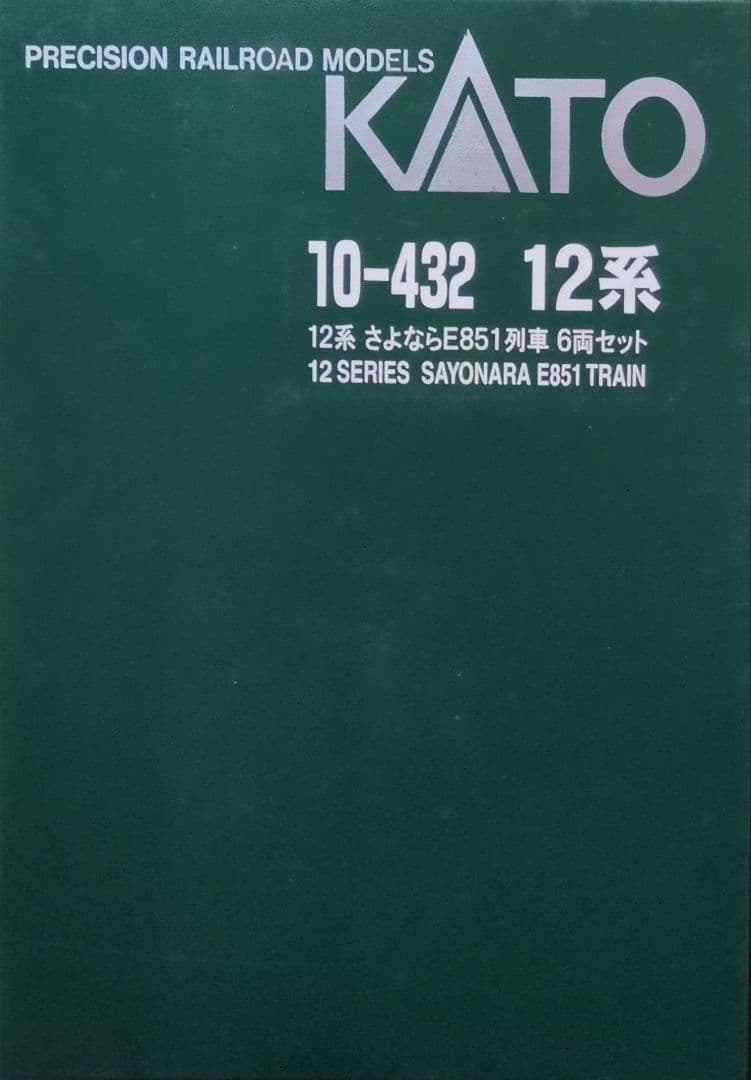 PRECISION RAILROAD MODELS
KATO
10-432 12系
12系 さよならE851列車 6両セット
12 SERIES SAYONARA E851 TRAIN